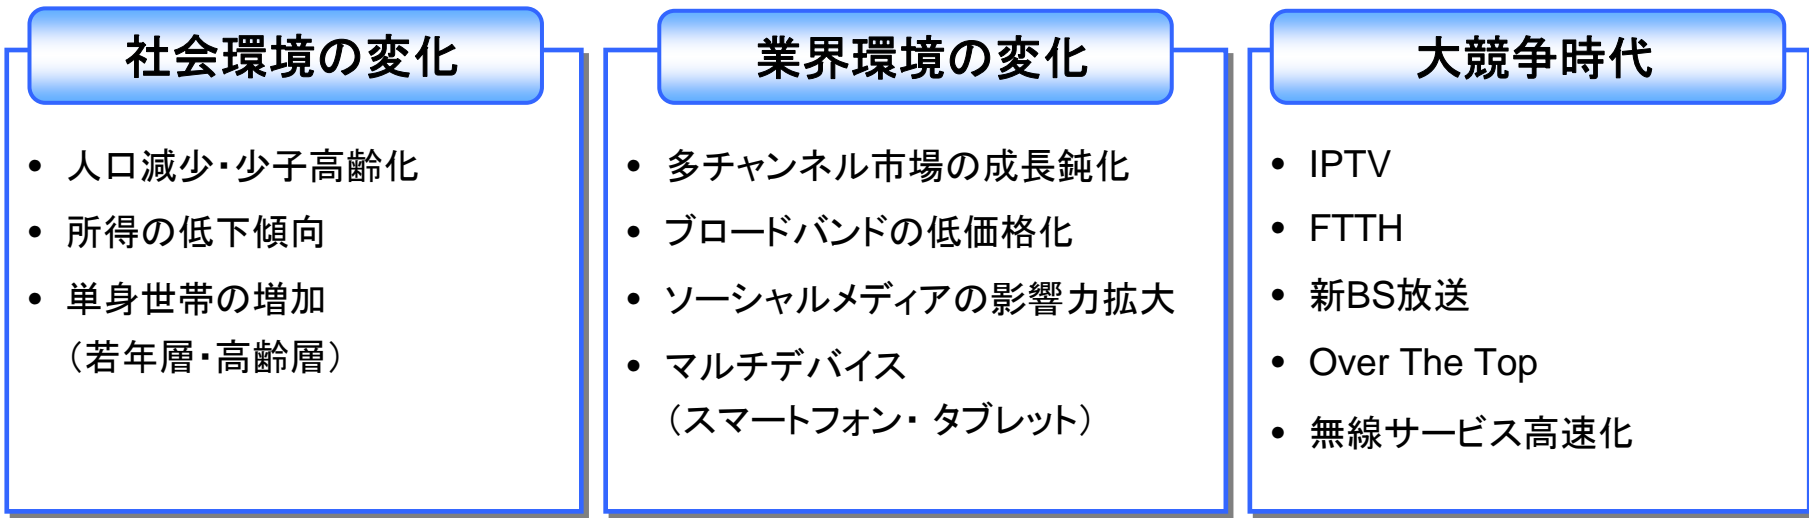 社会環境の変化
• 人口減少・少子高齢化
• 所得の低下傾向
• 単身世帯の増加
（若年層・高齢層）
業界環境の変化
• 多チャンネル市場の成長鈍化
• ブロードバンドの低価格化
• ソーシャルメディアの影響力拡大
• マルチデバイス
（スマートフォン・ タブレット）
大競争時代
• IPTV
• FTTH
• 新BS放送
• Over The Top
• 無線サービス高速化